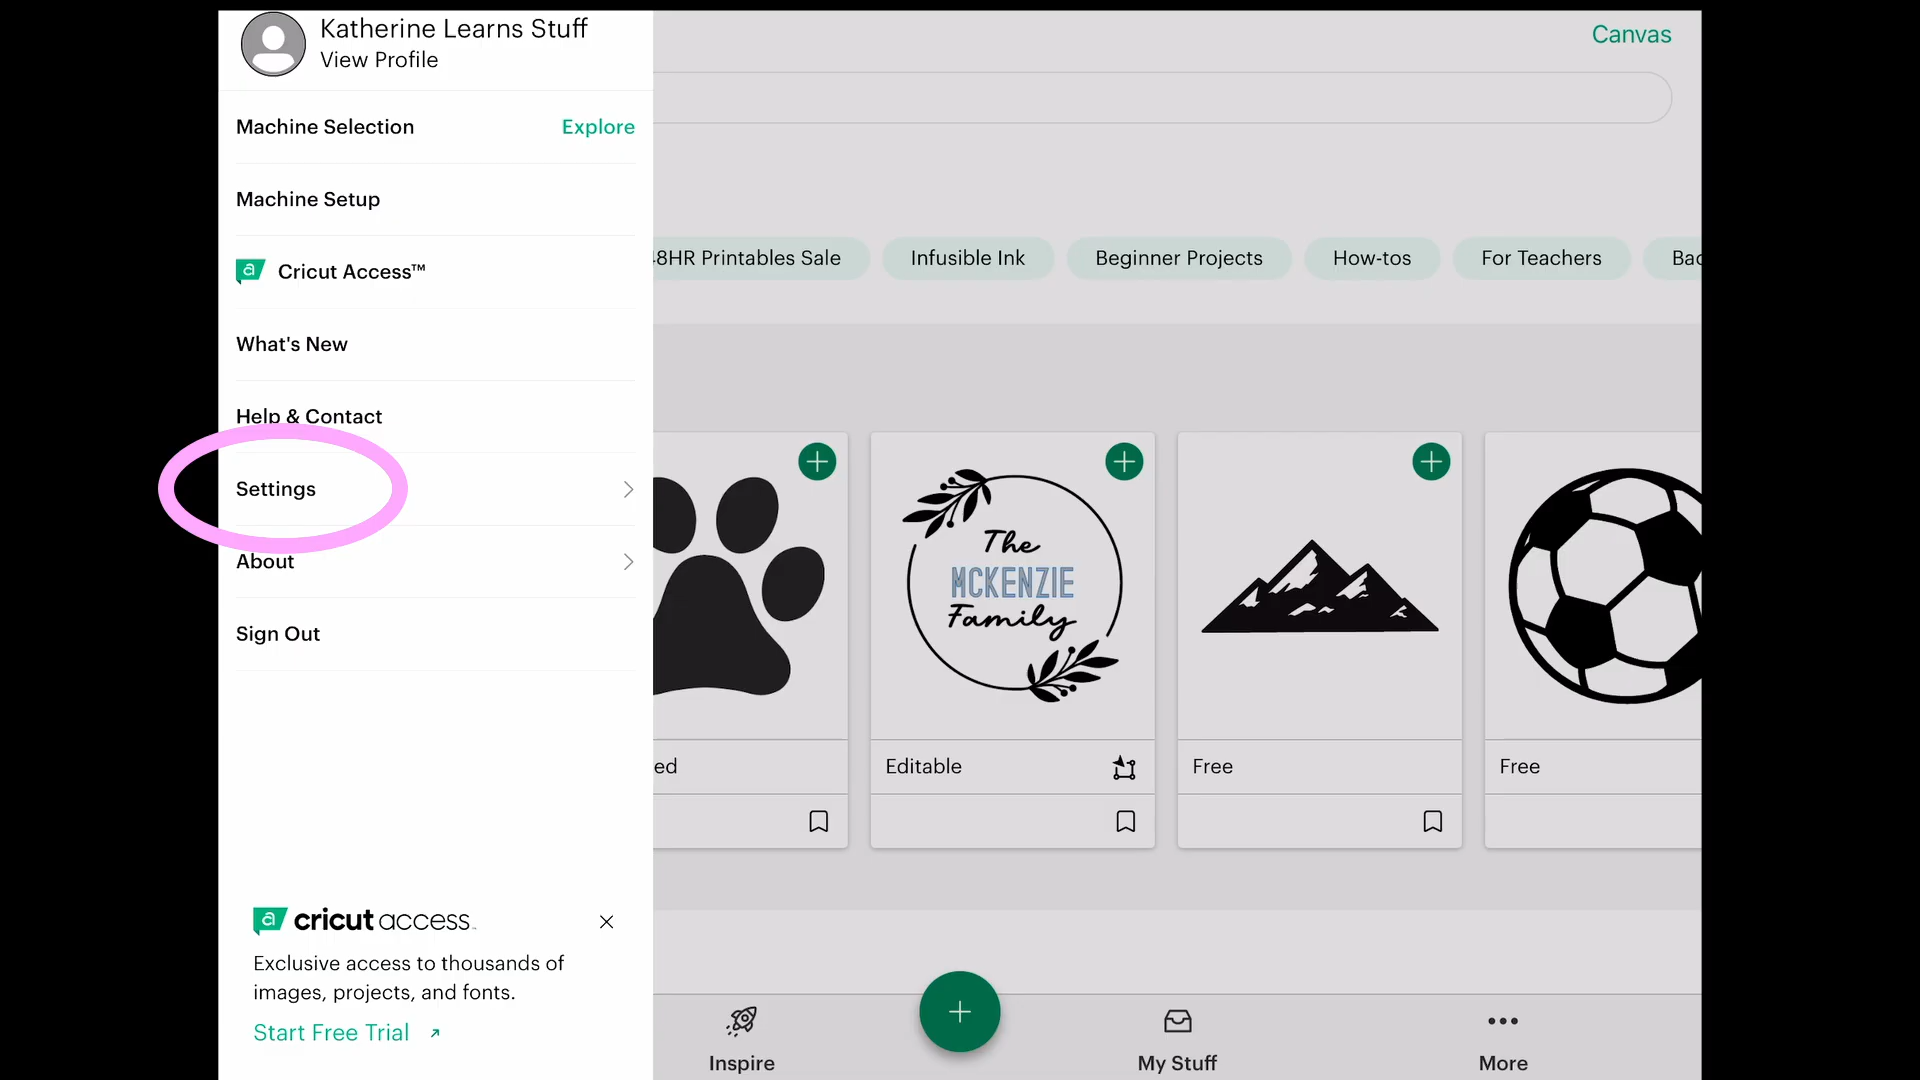 Katherine Learns Stuff
View Profile
Canvas
Machine Selection
Explore
Machine Setup
Cricut Access™
What's New
Help & Contact
Settings
About
Sign Out
8HR Printables Sale
Infusible Ink
Beginner Projects
How-tos
For Teachers
Bac
The
MCKENZIE
Family
ed
Editable
Free
Free
a cricut access™
Exclusive access to thousands of
images, projects, and fonts.
Start Free Trial
Inspire
My Stuff
More